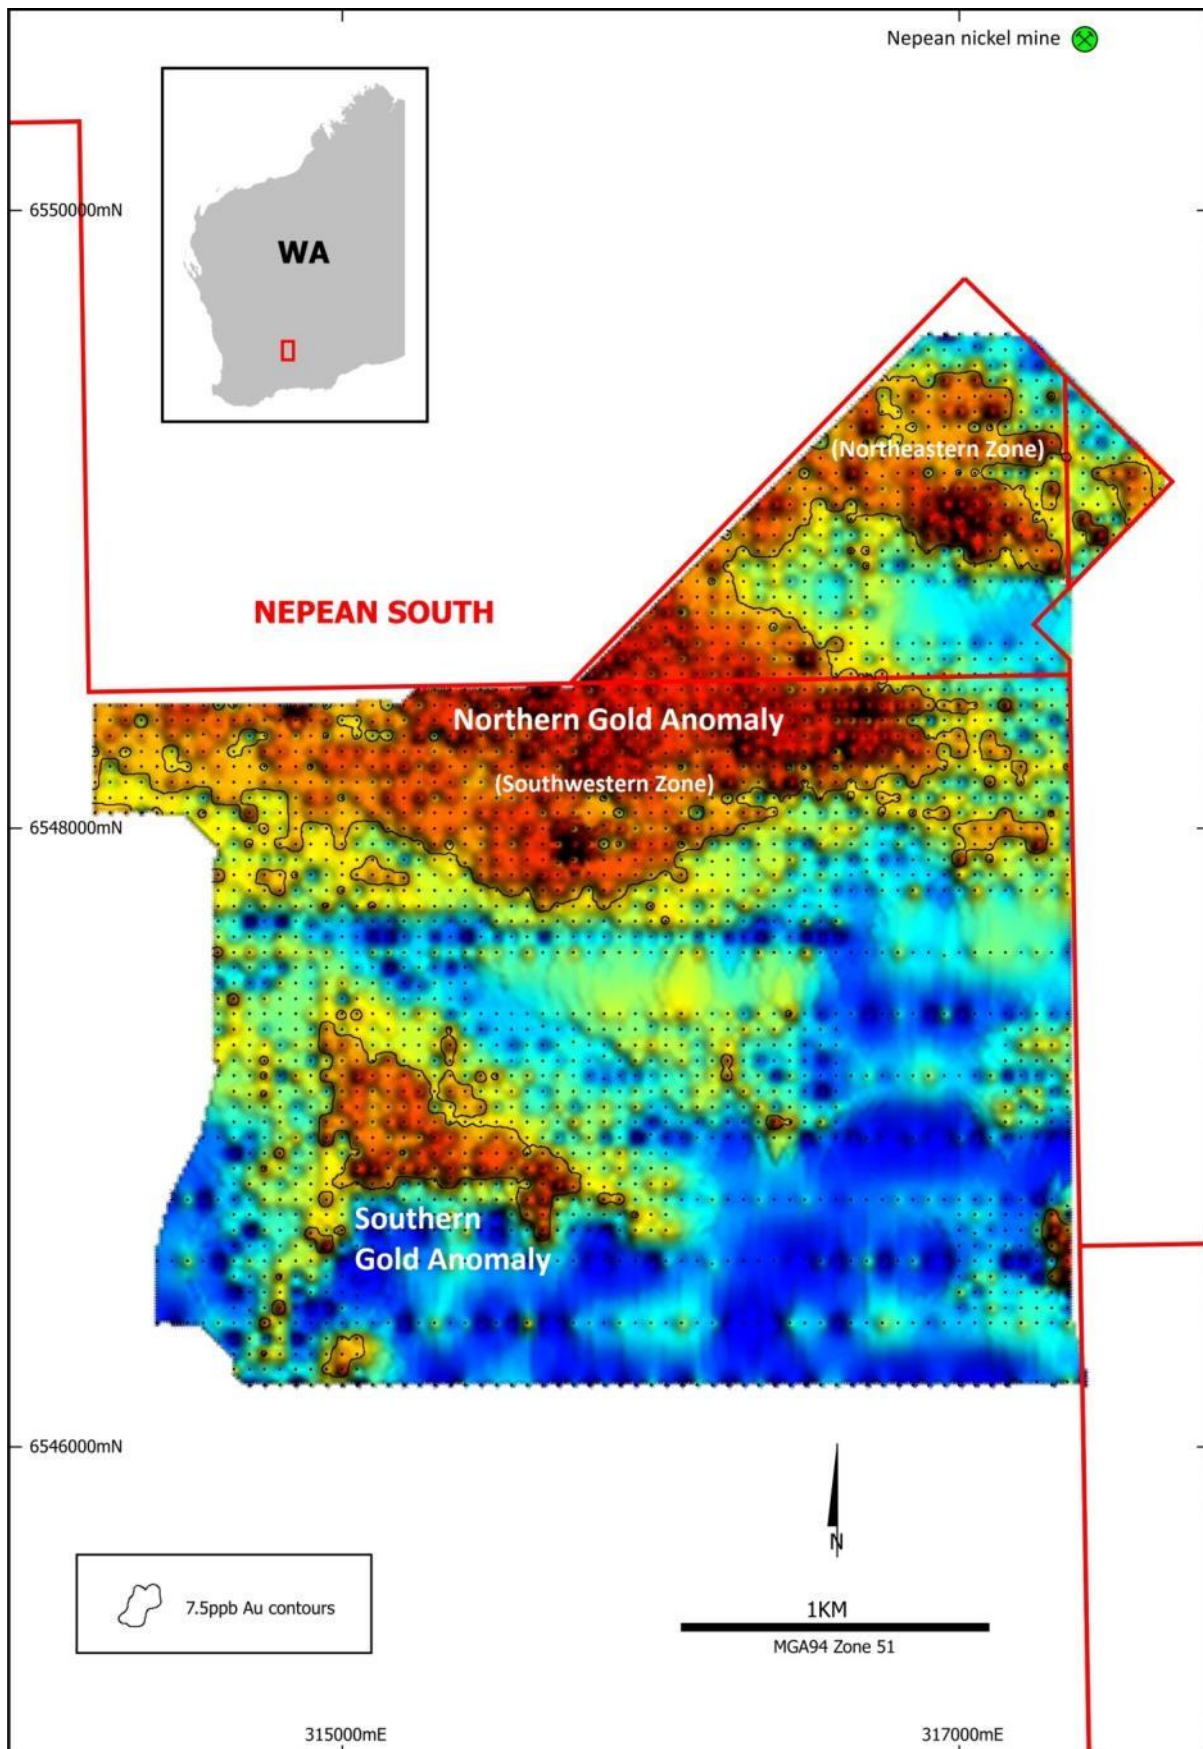 Nepean nickel mine
6550000mN
WA
(Northeastern Zone)
NEPEAN SOUTH
Northern Gold Anomaly
(Southwestern Zone)
6548000mN
Southern
Gold Anomaly
6546000mN
N
7.5ppb Au contours
1KM
MGA94 Zone 51
315000mE
317000mE